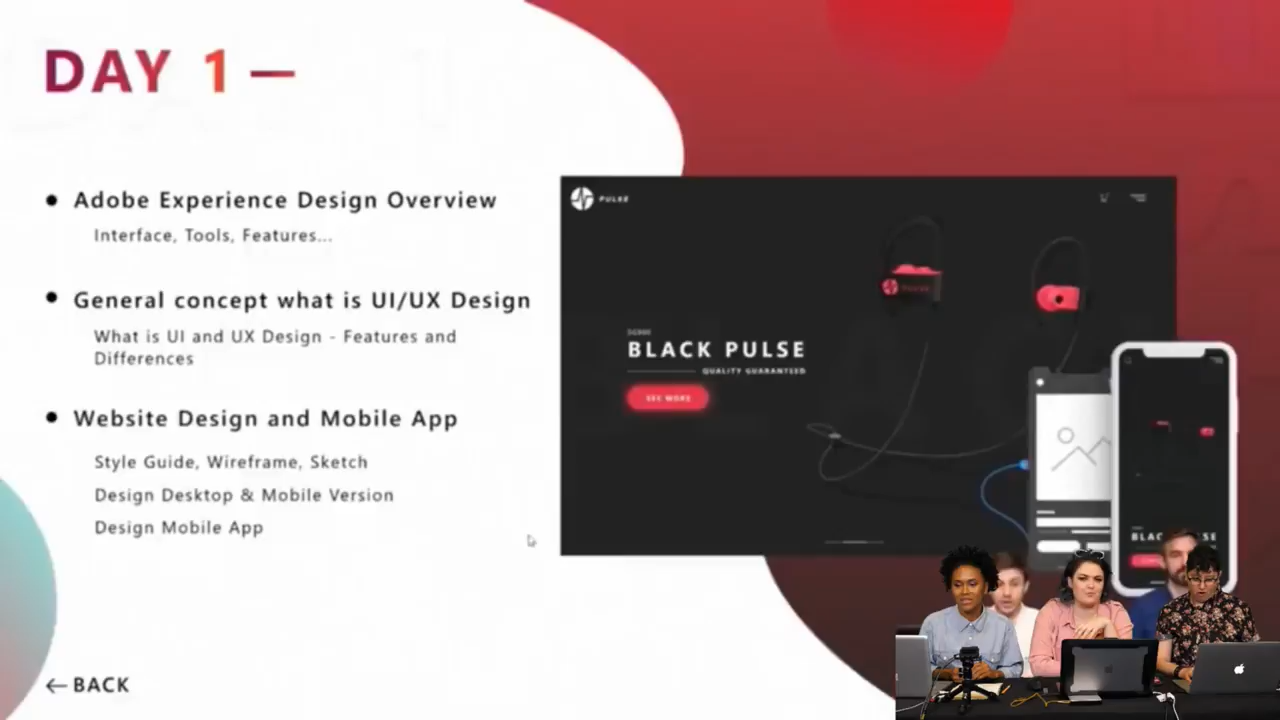 DAY 1 —
• Adobe Experience Design Overview
Interface, Tools, Features...
• General concept what is UI/UX Design
What is UI and UX Design - Features and
Differences
• Website Design and Mobile App
Style Guide, Wireframe, Sketch
Design Desktop & Mobile Version
Design Mobile App
← BACK
PULSE
PULSE
BLACK PULSE
QUALITY GUARANTEED
SEE MORE